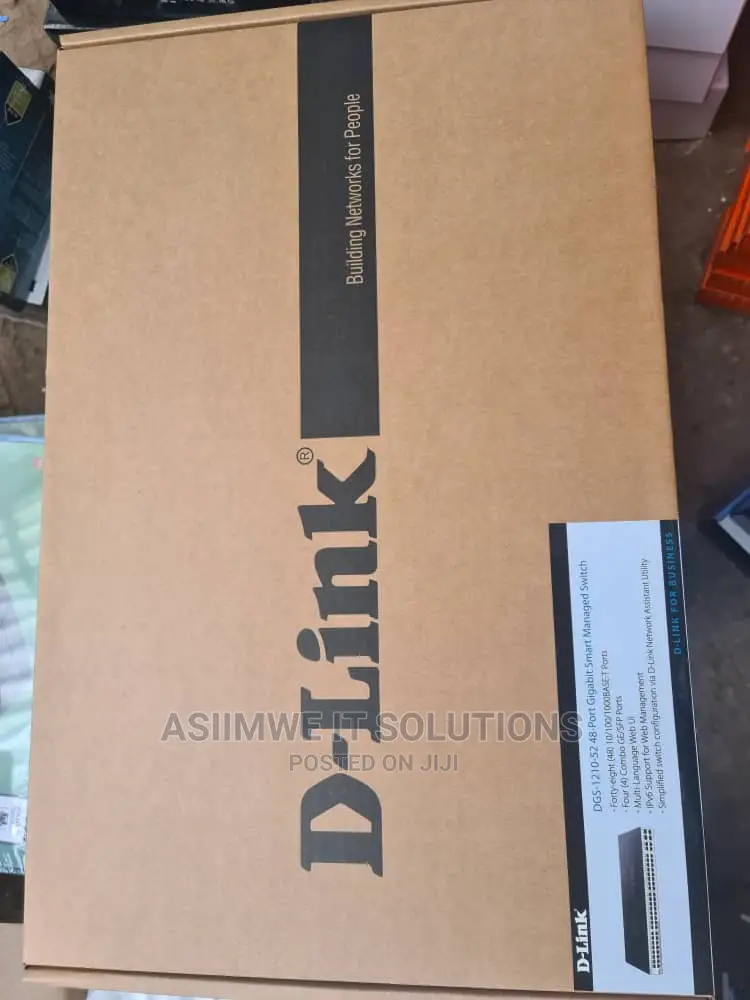 D-Link®
Building Networks for People
D-Link
DGS-1210-52 48-Port Gigabit Smart Managed Switch
• Forty-eight (48) 10/100/1000BASE-T Ports
• Four (4) Combo GE/SFP Ports
• Multi-Language Web UI
• IPv6 Support for Web Management
• Simplified switch configuration via D-Link Network Assistant Utility
D-LINK FOR BUSINESS
ASIIMWE IT SOLUTIONS
POSTED ON JIJI